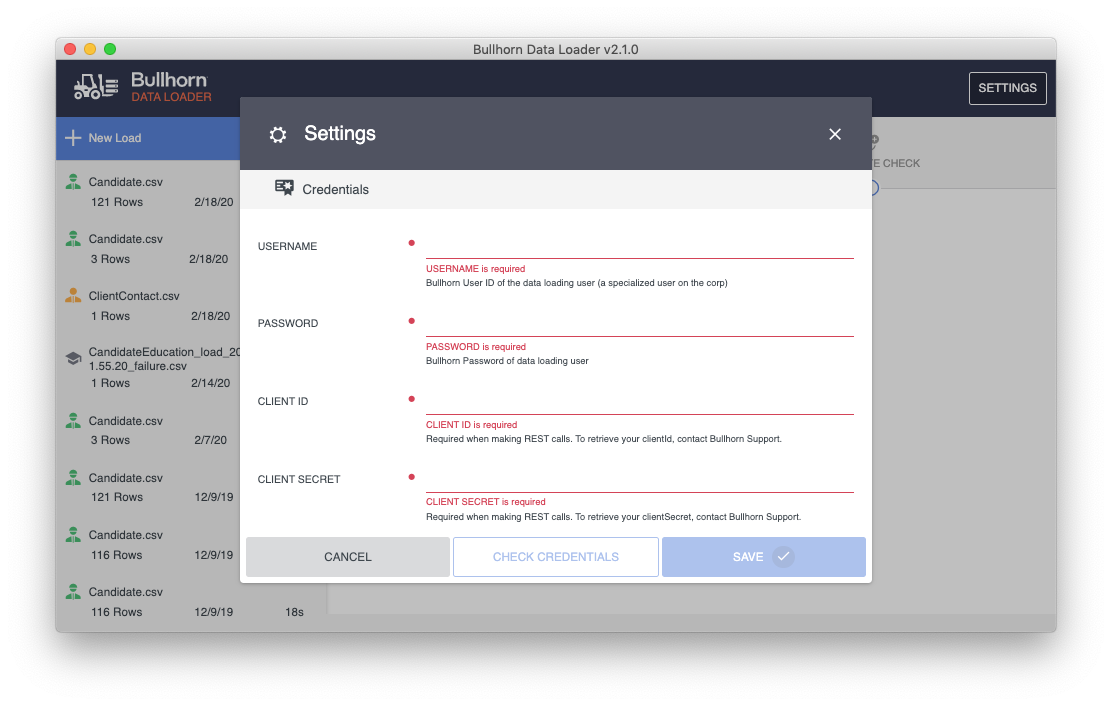 Bullhorn Data Loader v2.1.0
Bullhorn
DATA LOADER
SETTINGS
New Load
Candidate.csv
121 Rows 2/18/20
Candidate.csv
3 Rows 2/18/20
ClientContact.csv
1 Rows 2/18/20
CandidateEducation_load_20
1.55.20_failure.csv
1 Rows 2/14/20
Candidate.csv
3 Rows 2/7/20
Candidate.csv
121 Rows 12/9/19
Candidate.csv
116 Rows 12/9/19
Candidate.csv
116 Rows 12/9/19 18s
CHECK
Settings
Credentials
USERNAME
USERNAME is required
Bullhorn User ID of the data loading user (a specialized user on the corp)
PASSWORD
PASSWORD is required
Bullhorn Password of data loading user
CLIENT ID
CLIENT ID is required
Required when making REST calls. To retrieve your clientId, contact Bullhorn Support.
CLIENT SECRET
CLIENT SECRET is required
Required when making REST calls. To retrieve your clientSecret, contact Bullhorn Support.
CANCEL
CHECK CREDENTIALS
SAVE